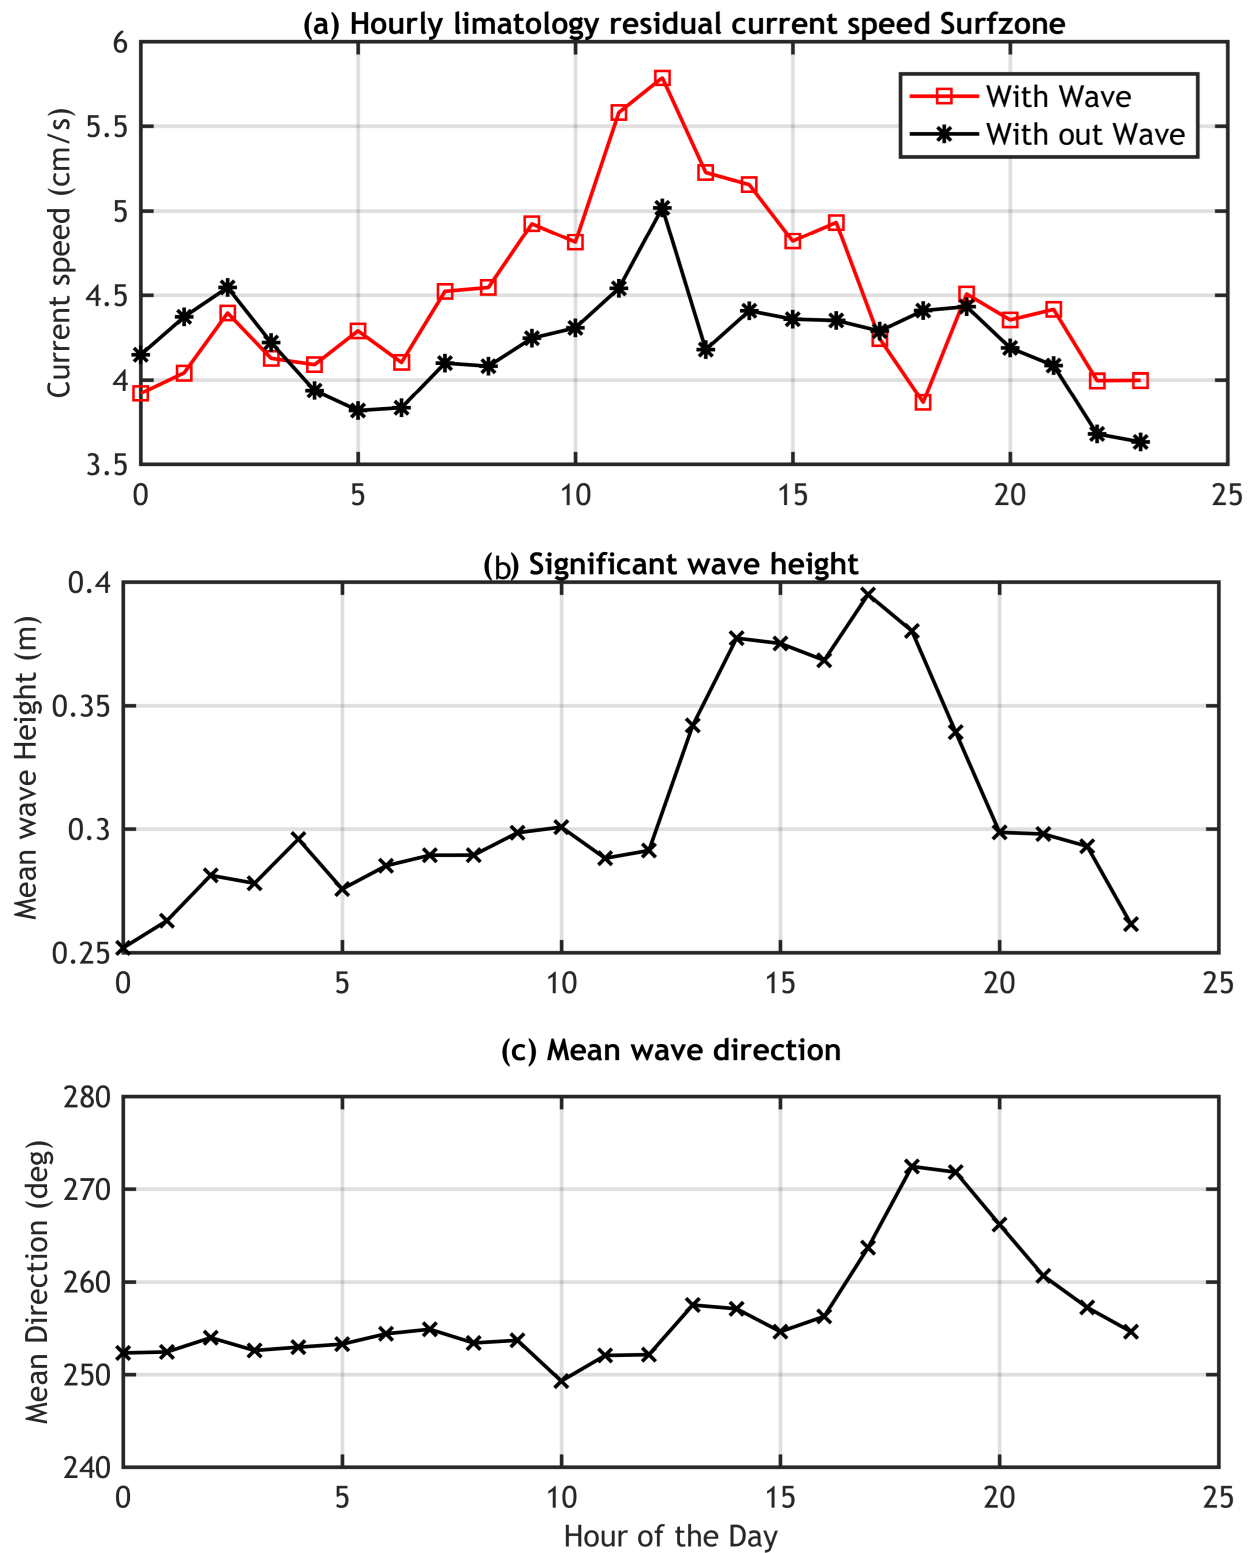 (a) Hourly limatology residual current speed Surfzone
6
5.5
5
4.5
4
3.5
Current speed (cm/s)
With Wave
With out Wave
0 5 10 15 20 25
(b) Significant wave height
0.4
0.35
0.3
0.25
Mean wave Height (m)
0 5 10 15 20 25
(c) Mean wave direction
280
270
260
250
240
Mean Direction (deg)
0 5 10 15 20 25
Hour of the Day